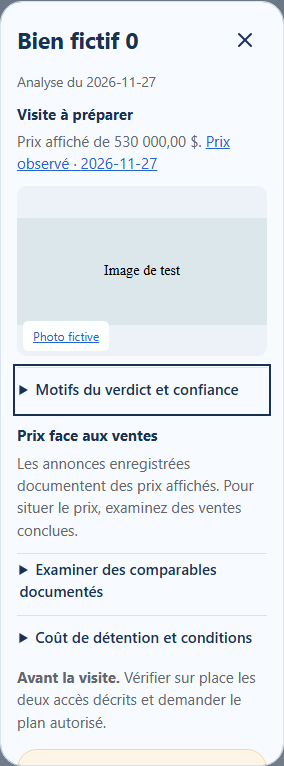 Bien fictif 0
Analyse du 2026-11-27
Visite à préparer
Prix affiché de 530 000,00 $. Prix
observé · 2026-11-27
Image de test
Photo fictive
Motifs du verdict et confiance
Prix face aux ventes
Les annonces enregistrées
documentent des prix affichés. Pour
situer le prix, examinez des ventes
conclues.
Examiner des comparables
documentés
Coût de détention et conditions
Avant la visite. Vérifier sur place les
deux accès décrits et demander le
plan autorisé.